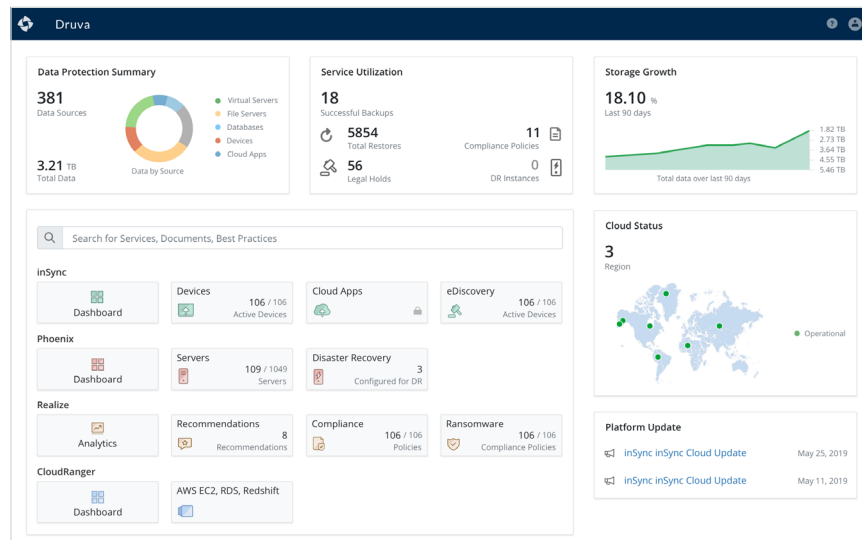 Druva
Data Protection Summary
381
Data Sources
3.21 TB
Total Data
Data by Source
Virtual Servers
File Servers
Databases
Devices
Cloud Apps
Service Utilization
18
Successful Backups
5854
Total Restores
11
Compliance Policies
56
Legal Holds
0
DR Instances
Storage Growth
18.10 %
Last 90 days
1.82 TB
2.73 TB
3.64 TB
4.55 TB
5.46 TB
Total data over last 90 days
Search for Services, Documents, Best Practices
inSync
Dashboard
Devices
106 / 106
Active Devices
Cloud Apps
eDiscovery
106 / 106
Active Devices
Phoenix
Dashboard
Servers
109 / 1049
Servers
Disaster Recovery
3
Configured for DR
Realize
Analytics
Recommendations
8
Recommendations
Compliance
106 / 106
Policies
Ransomware
106 / 106
Compliance Policies
CloudRanger
Dashboard
AWS EC2, RDS, Redshift
Cloud Status
3
Region
Operational
Platform Update
inSync inSync Cloud Update May 25, 2019
inSync inSync Cloud Update May 11, 2019